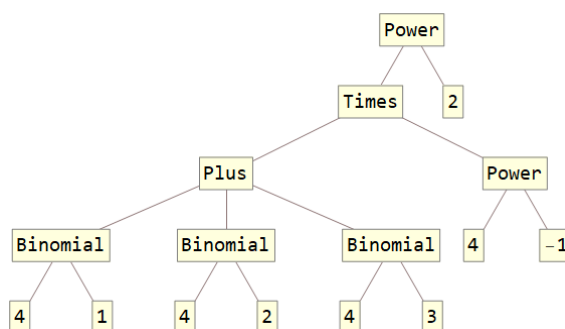 Power
Times 2
Plus Power
Binomial Binomial Binomial 4 -1
4 1 4 2 4 3